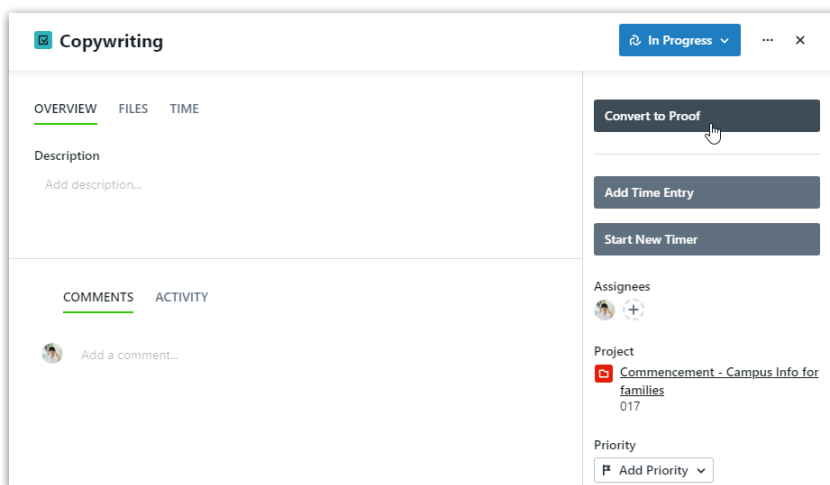 Copywriting
In Progress
OVERVIEW FILES TIME
Description
Add description...
COMMENTS ACTIVITY
Add a comment...
Convert to Proof
Add Time Entry
Start New Timer
Assignees
Project
Commencement - Campus Info for
families
017
Priority
Add Priority